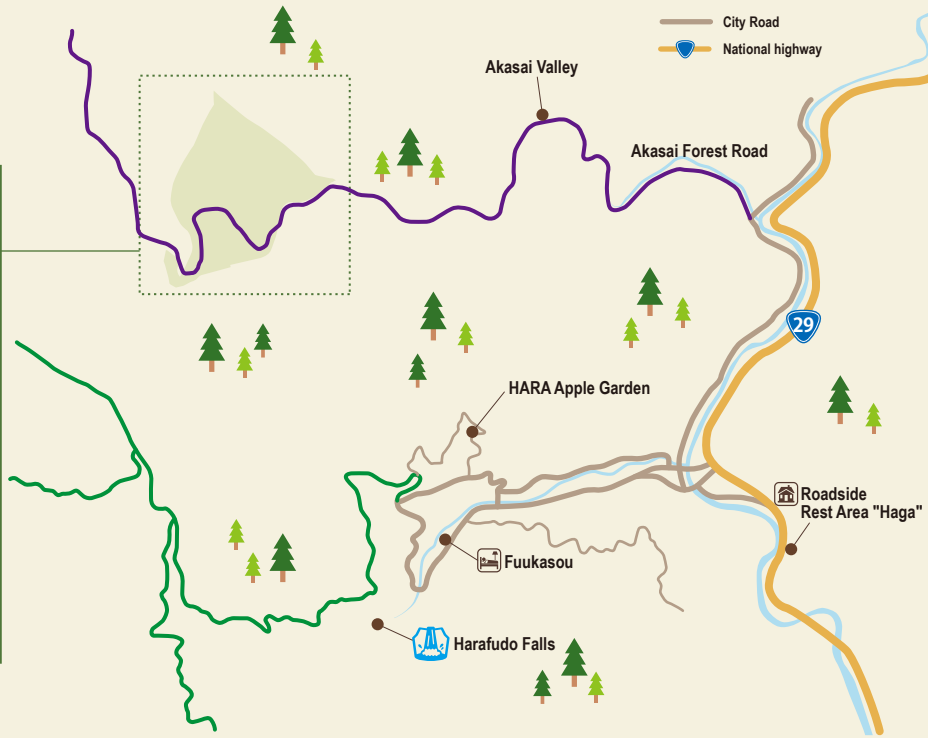 City Road
National highway
Akasai Valley
Akasai Forest Road
29
HARA Apple Garden
Roadside
Rest Area "Haga"
Fuukasou
Harafudo Falls